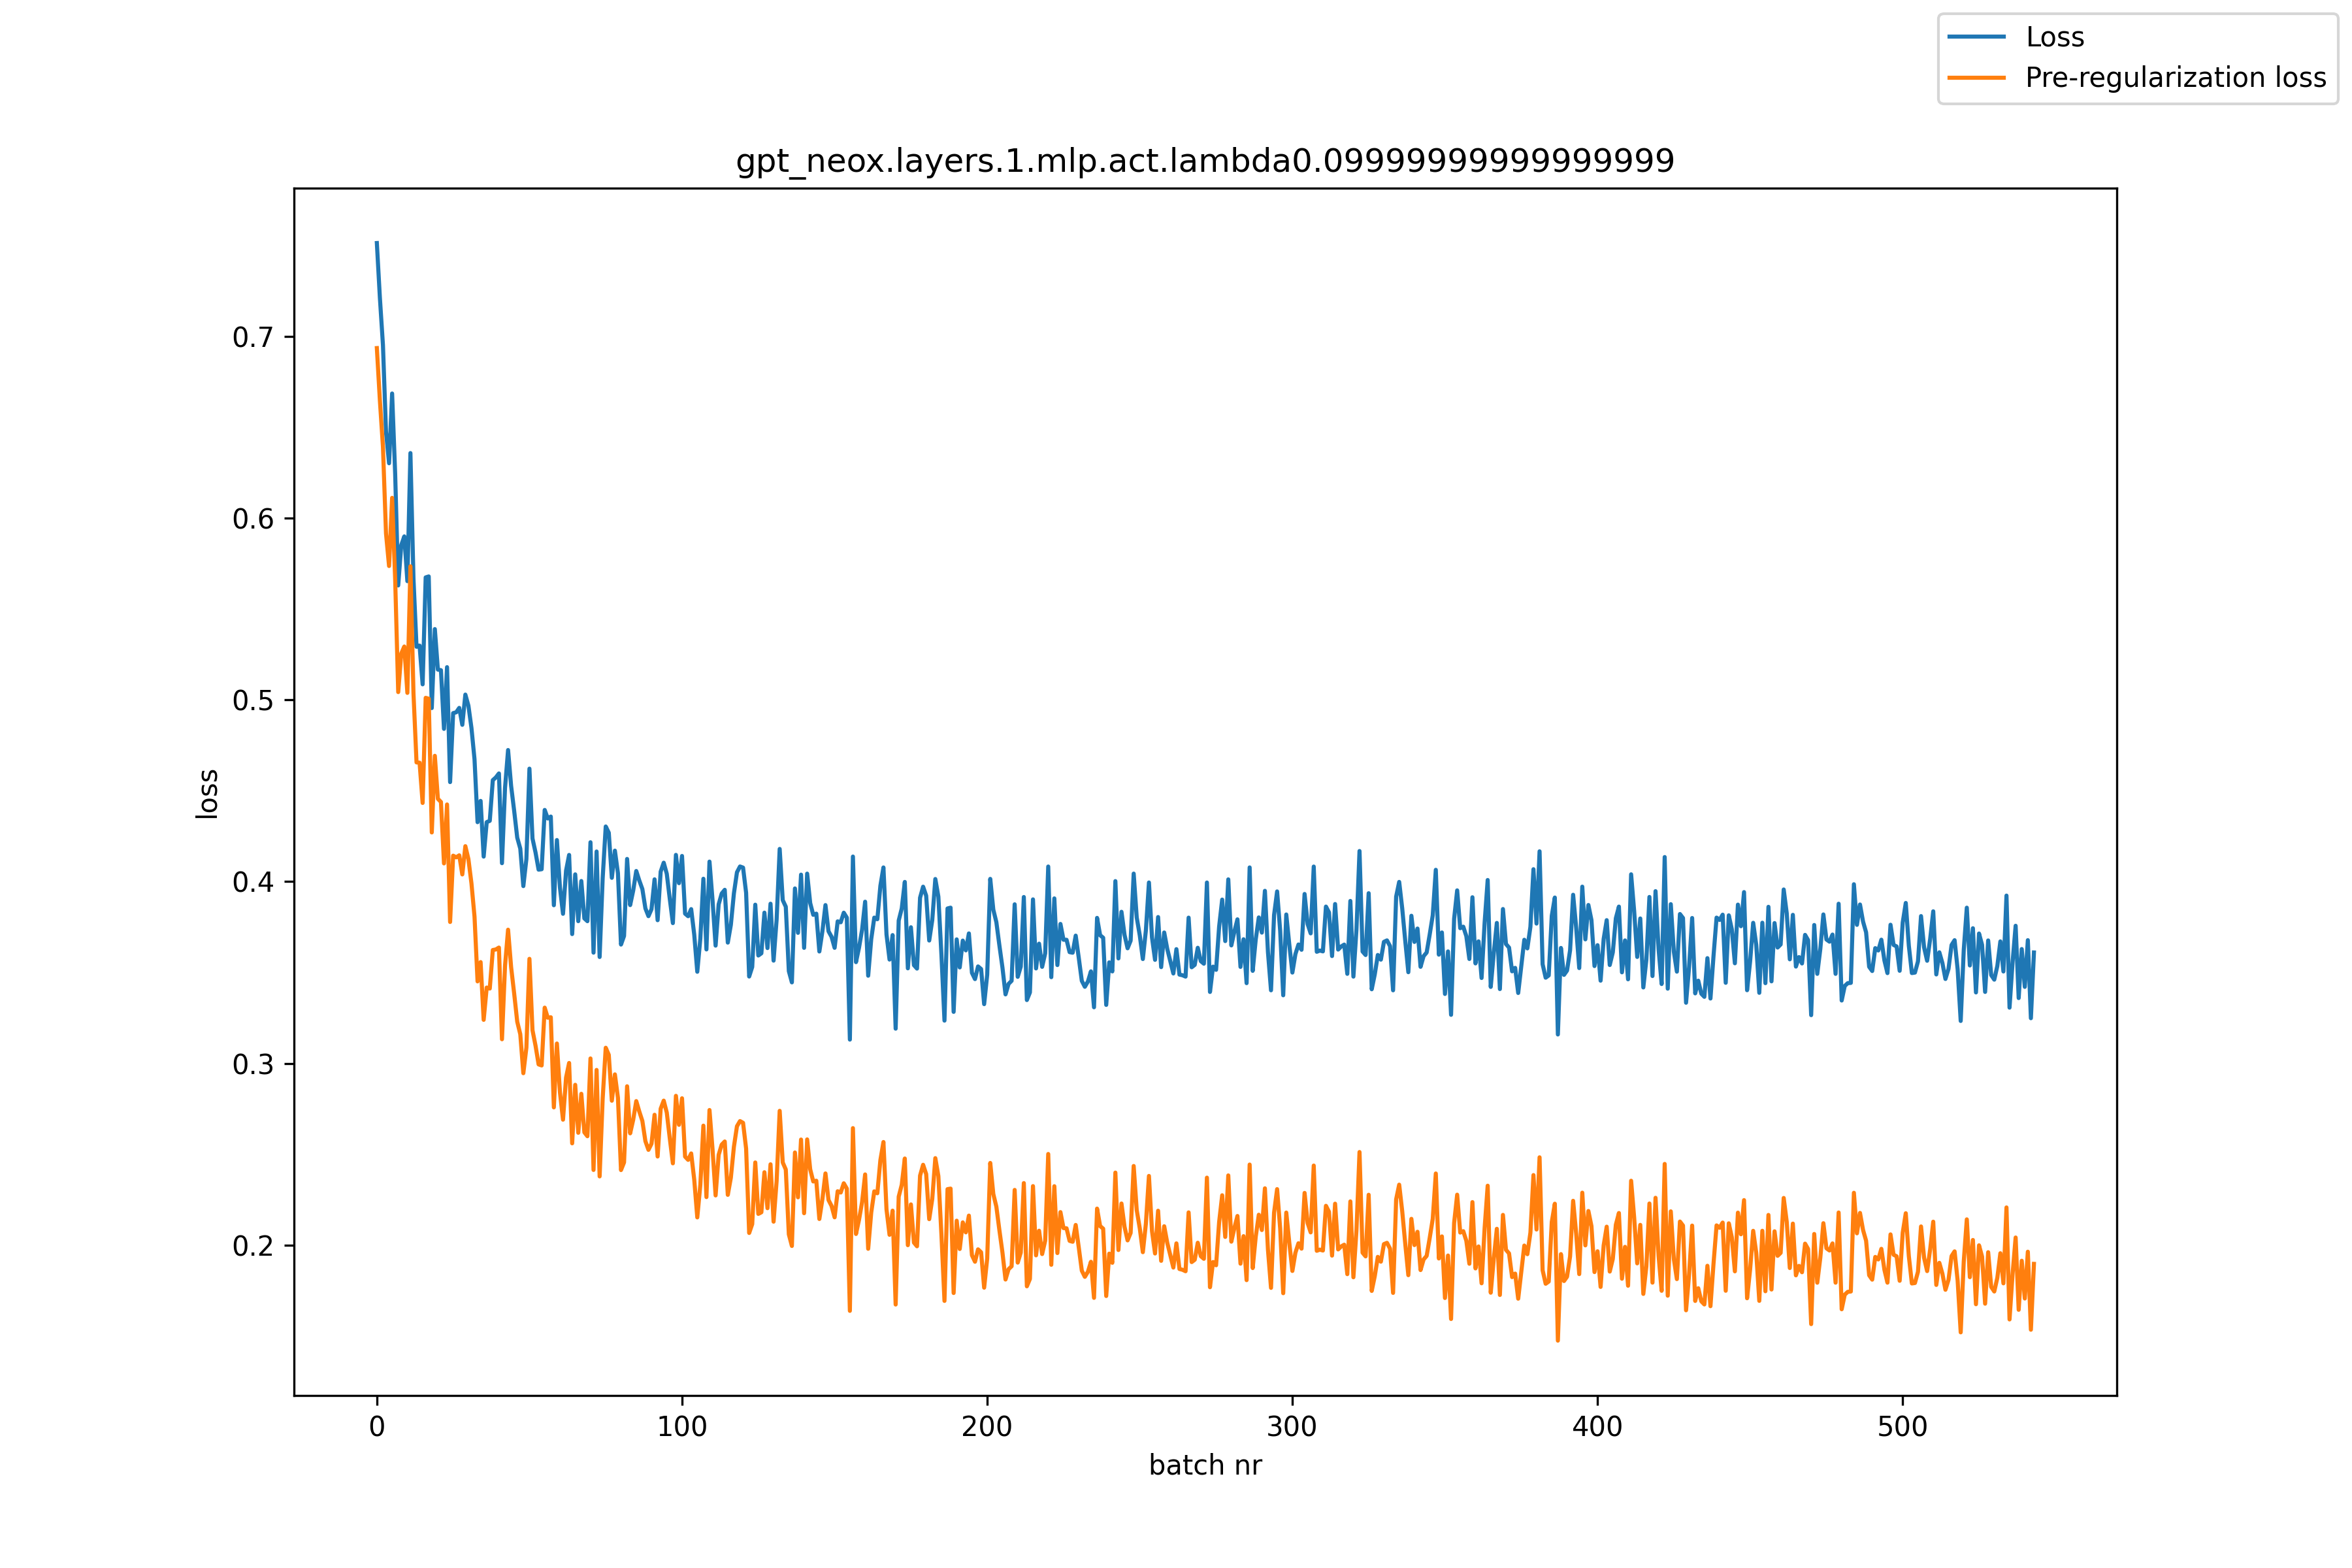 Loss
Pre-regularization loss
gpt_neox.layers.1.mlp.act.lambda0.09999999999999999
0.7
0.6
0.5
0.4
0.3
0.2
loss
0 100 200 300 400 500
batch nr